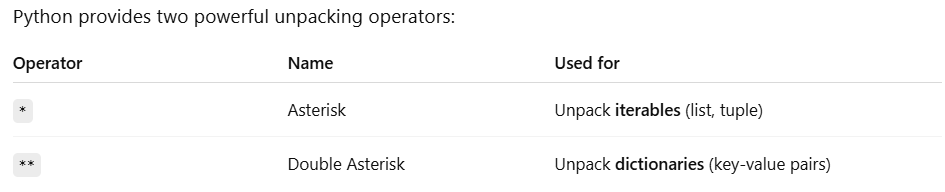 Python provides two powerful unpacking operators:
Operator Name Used for
* Asterisk Unpack iterables (list, tuple)
** Double Asterisk Unpack dictionaries (key-value pairs)